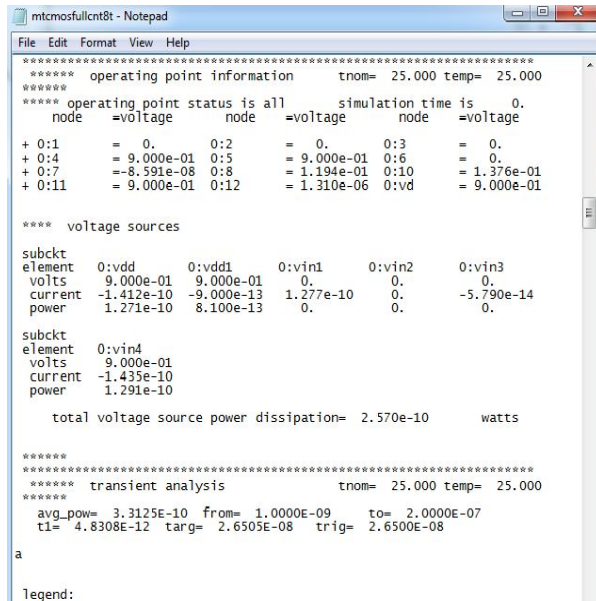 mtcmosfullcnt8t - Notepad
File Edit Format View Help
********************************************************************
****** operating point information tnom= 25.000 temp= 25.000
******
***** operating point status is all simulation time is 0.
node =voltage node =voltage node =voltage
+ 0:1 = 0. 0:2 = 0. 0:3 = 0.
+ 0:4 = 9.000e-01 0:5 = 9.000e-01 0:6 = 0.
+ 0:7 =-8.591e-08 0:8 = 1.194e-01 0:10 = 1.376e-01
+ 0:11 = 9.000e-01 0:12 = 1.310e-06 0:vd = 9.000e-01
**** voltage sources
subckt
element 0:vdd 0:vdd1 0:vin1 0:vin2 0:vin3
volts 9.000e-01 9.000e-01 0. 0. 0.
current -1.412e-10 -9.000e-13 1.277e-10 0. -5.790e-14
power 1.271e-10 8.100e-13 0. 0. 0.
subckt
element 0:vin4
volts 9.000e-01
current -1.435e-10
power 1.291e-10
total voltage source power dissipation= 2.570e-10 watts
******
********************************************************************
****** transient analysis tnom= 25.000 temp= 25.000
******
avg_pow= 3.3125E-10 from= 1.0000E-09 to= 2.0000E-07
t1= 4.8308E-12 targ= 2.6505E-08 trig= 2.6500E-08
a
legend: